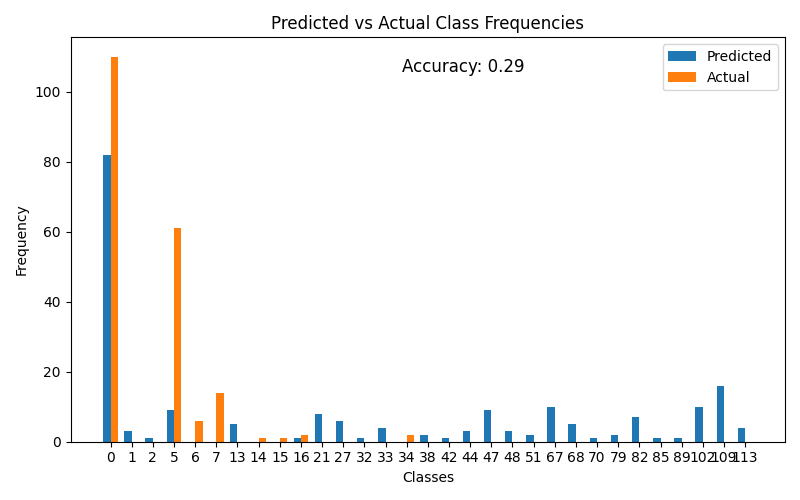 Predicted vs Actual Class Frequencies
Accuracy: 0.29
Predicted
Actual
Frequency
100
80
60
40
20
0
0 1 2 5 6 7 13 14 15 16 21 27 32 33 34 38 42 44 47 48 51 67 68 70 79 82 85 89 102 109 113
Classes